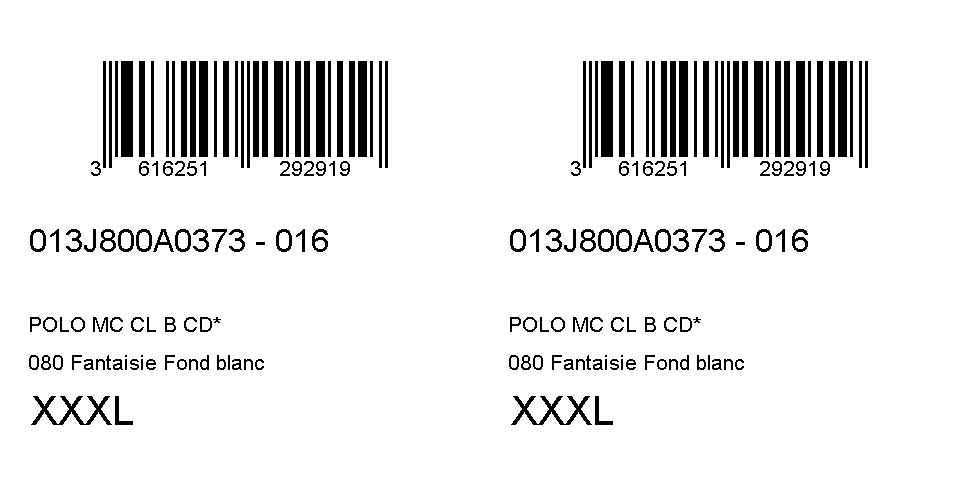 3 616251 292919
013J800A0373 - 016
POLO MC CL B CD*
080 Fantaisie Fond blanc
XXXL
3 616251 292919
013J800A0373 - 016
POLO MC CL B CD*
080 Fantaisie Fond blanc
XXXL